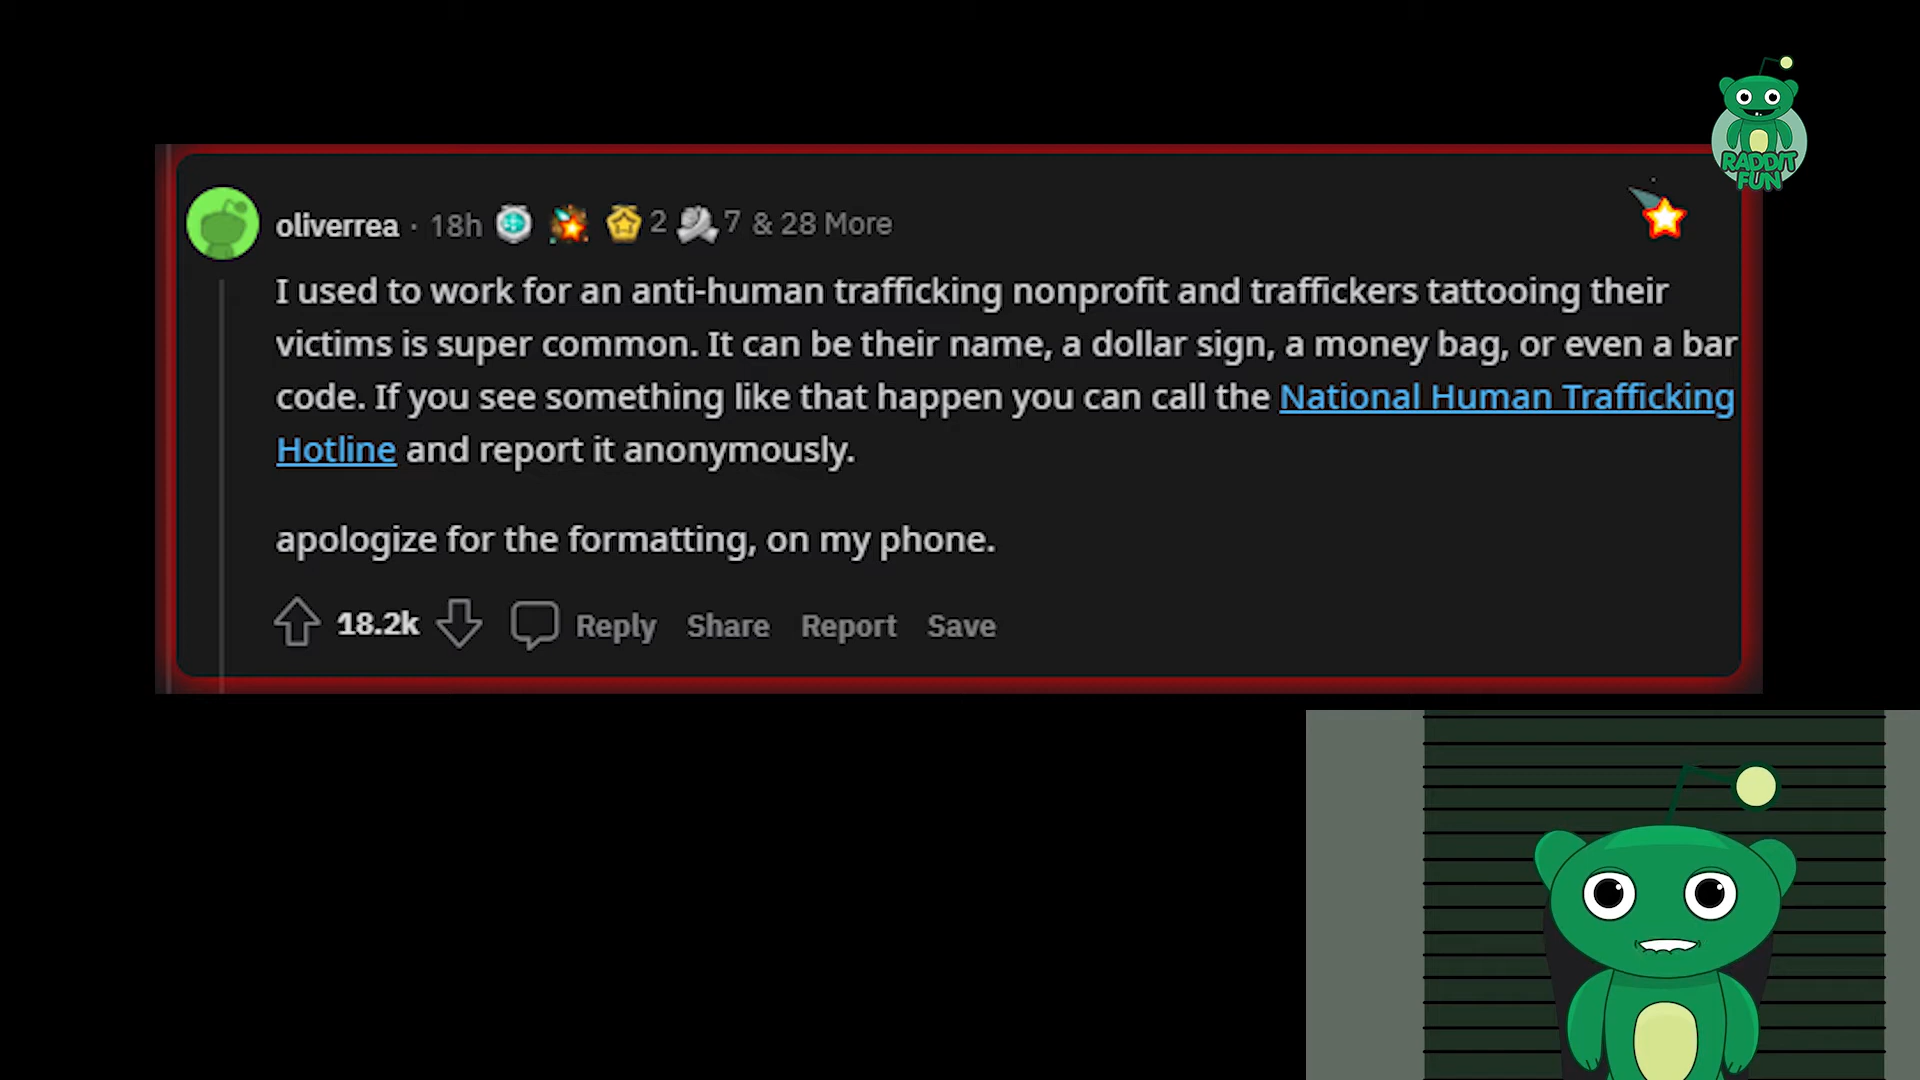 RADDIT
FUN
oliverrea · 18h 2 7 & 28 More
I used to work for an anti-human trafficking nonprofit and traffickers tattooing their
victims is super common. It can be their name, a dollar sign, a money bag, or even a bar
code. If you see something like that happen you can call the National Human Trafficking
Hotline and report it anonymously.
apologize for the formatting, on my phone.
18.2k Reply Share Report Save